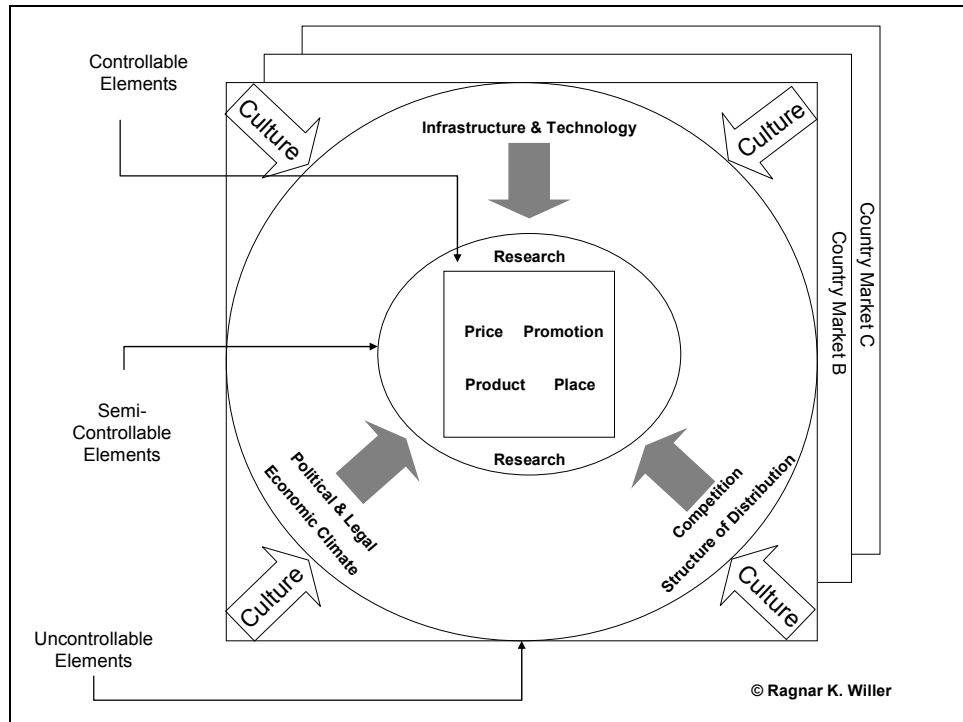 Controllable
Elements
Culture
Culture
Infrastructure & Technology
Country Market C
Country Market B
Research
Price Promotion
Product Place
Research
Semi-
Controllable
Elements
Political & Legal
Economic Climate
Competition
Structure of Distribution
Culture
Culture
Uncontrollable
Elements
© Ragnar K. Willer